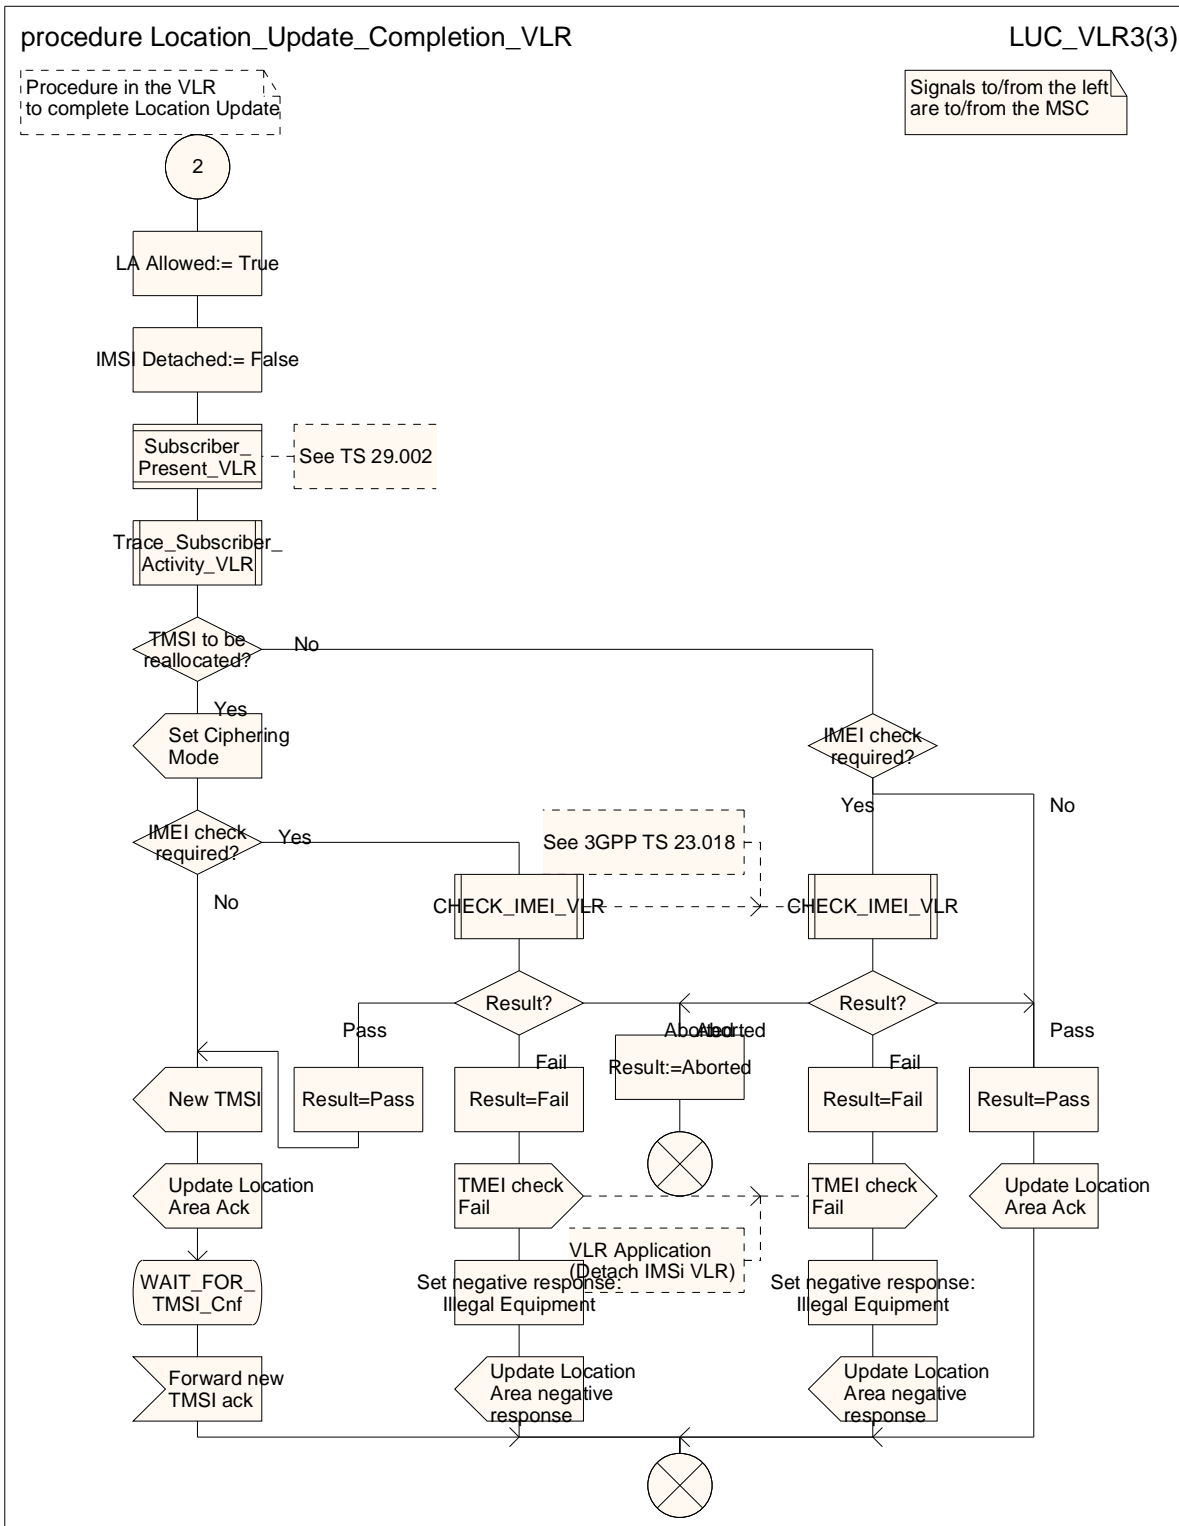 procedure Location_Update_Completion_VLR
LUC_VLR3(3)
Procedure in the VLR
to complete Location Update
Signals to/from the left
are to/from the MSC
2
LA Allowed:= True
IMSI Detached:= False
Subscriber_
Present_VLR
See TS 29.002
Trace_Subscriber_
Activity_VLR
TMSI to be
reallocated?
No
Yes
Set Ciphering
Mode
IMEI check
required?
Yes
No
IMEI check
required?
Yes
No
See 3GPP TS 23.018
CHECK_IMEI_VLR
CHECK_IMEI_VLR
Result?
Result?
Pass
Aborted
Aborted
Pass
Fail
Fail
Result:=Aborted
New TMSI
Result=Pass
Result=Fail
Result=Fail
Result=Pass
Update Location
Area Ack
TMEI check
Fail
TMEI check
Fail
Update Location
Area Ack
VLR Application
(Detach IMSi VLR)
WAIT_FOR_
TMSI_Cnf
Set negative response:
Illegal Equipment
Set negative response:
Illegal Equipment
Forward new
TMSI ack
Update Location
Area negative
response
Update Location
Area negative
response